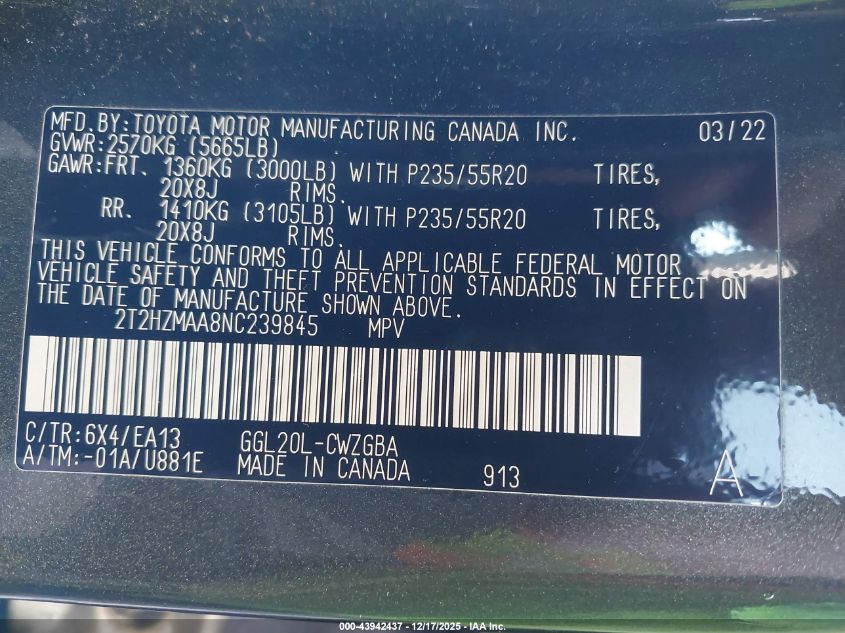 MFD.BY:TOYOTA MOTOR MANUFACTURING CANADA INC. 03/22
GVWR:2570KG (5665LB)
GAWR:FRT. 1360KG (3000LB) WITH P235/55R20 TIRES,
20X8J RIMS.
RR. 1410KG (3105LB) WITH P235/55R20 TIRES,
20X8J RIMS.
THIS VEHICLE CONFORMS TO ALL APPLICABLE FEDERAL MOTOR
VEHICLE SAFETY AND THEFT PREVENTION STANDARDS IN EFFECT ON
THE DATE OF MANUFACTURE SHOWN ABOVE.
2T2HZMAA8NC239845 MPV
C/TR:6X4/EA13 GGL20L-CWZGBA
A/TM:-01A/U881E MADE IN CANADA 913 A
000-43942437 - 12/17/2025 - IAA Inc.